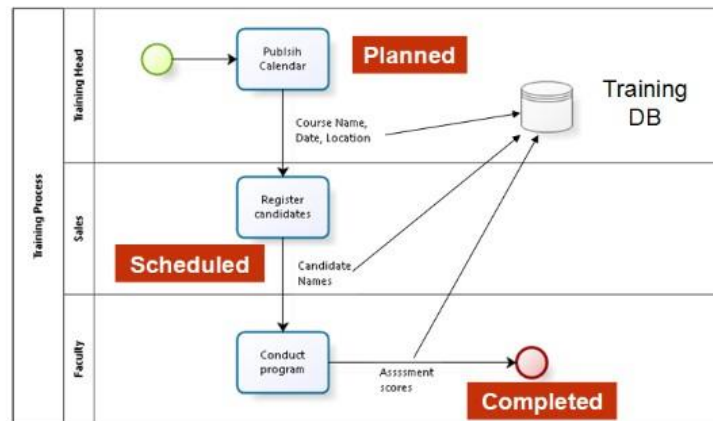 Training Process
Training Head
Publsih
Calendar
Planned
Course Name,
Date, Location
Training
DB
Sales
Register
candidates
Scheduled
Candidate
Names
Faculty
Conduct
program
Asssment
scores
Completed